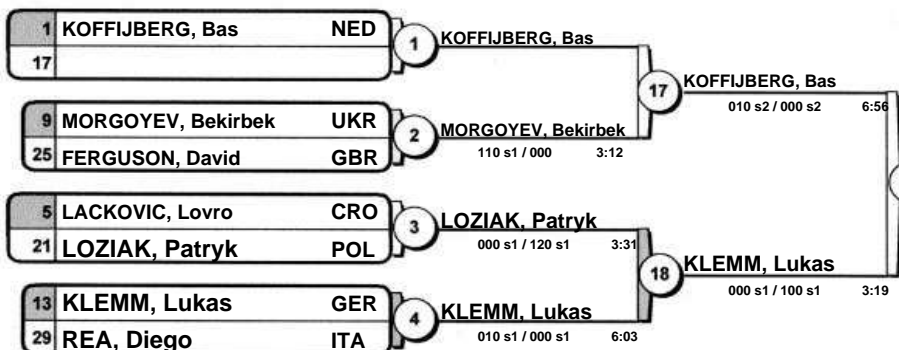 1 KOFFIJBERG, Bas NED
17
1 KOFFIJBERG, Bas
9 MORGOYEV, Bekirbek UKR
25 FERGUSON, David GBR
2 MORGOYEV, Bekirbek
110 s1 / 000 3:12
17 KOFFIJBERG, Bas
010 s2 / 000 s2 6:56
5 LACKOVIC, Lovro CRO
21 LOZIAK, Patryk POL
3 LOZIAK, Patryk
000 s1 / 120 s1 3:31
13 KLEMM, Lukas GER
29 REA, Diego ITA
4 KLEMM, Lukas
010 s1 / 000 s1 6:03
18 KLEMM, Lukas
000 s1 / 100 s1 3:19